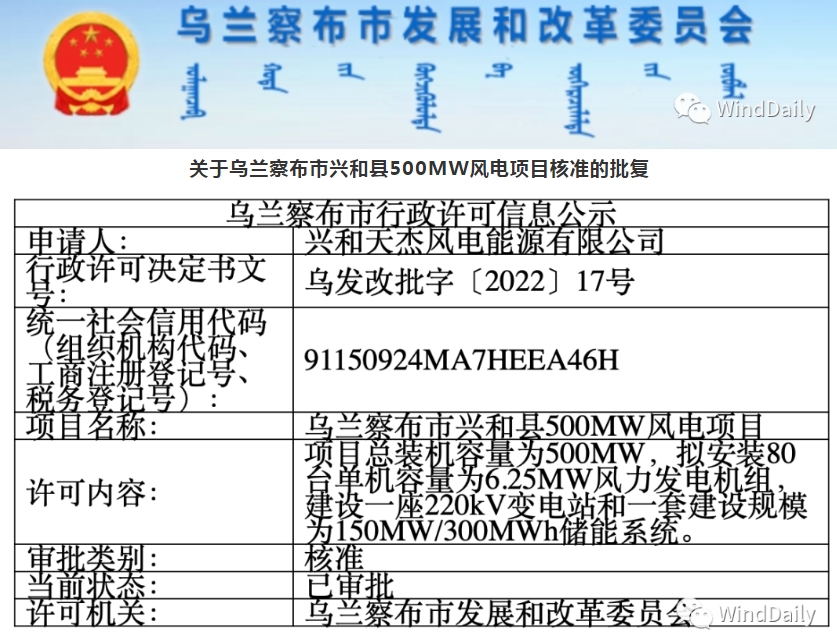 乌兰察布市发展和改革委员会
WindDaily
关于乌兰察布市兴和县500MW风电项目核准的批复
乌兰察布市行政许可信息公示
申请人：
兴和天杰风电能源有限公司
行政许可决定书文
号：
乌发改批字〔2022〕17号
统一社会信用代码
（组织机构代码、
工商注册登记号、
税务登记号）：
91150924MA7HEEA46H
项目名称：
乌兰察布市兴和县500MW风电项目
许可内容：
项目总装机容量为500MW，拟安装80
台单机容量为6.25MW风力发电机组，
建设一座220kV变电站和一套建设规模
为150MW/300MWh储能系统。
审批类别：
核准
当前状态：
已审批
许可机关：
乌兰察布市发展和改革委员会
WindDaily